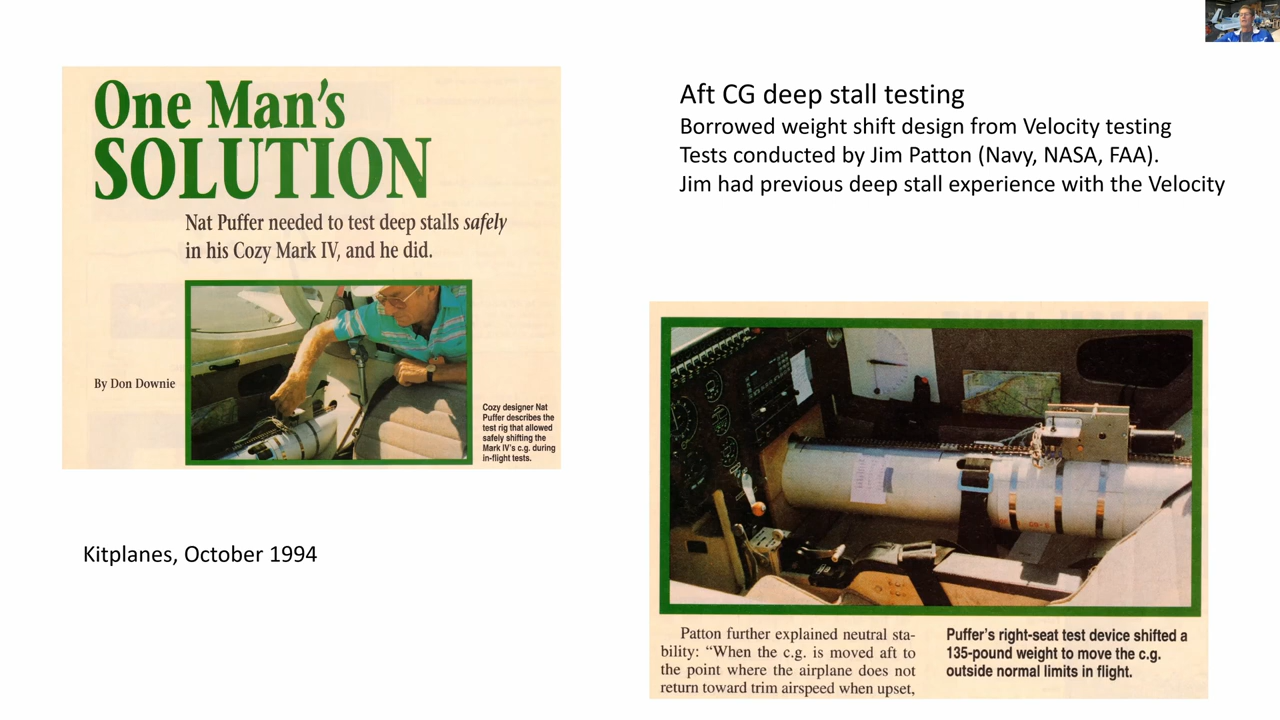 One Man's
SOLUTION
Nat Puffer needed to test deep stalls safely
in his Cozy Mark IV, and he did.
By Don Downie
Cozy designer Nat
Puffer describes the
test rig that allowed
safely shifting the
Mark IV's c.g. during
in-flight tests.
Kitplanes, October 1994
Aft CG deep stall testing
Borrowed weight shift design from Velocity testing
Tests conducted by Jim Patton (Navy, NASA, FAA).
Jim had previous deep stall experience with the Velocity
Patton further explained neutral sta-
bility: “When the c.g. is moved aft to
the point where the airplane does not
return toward trim airspeed when upset,
Puffer's right-seat test device shifted a
135-pound weight to move the c.g.
outside normal limits in flight.